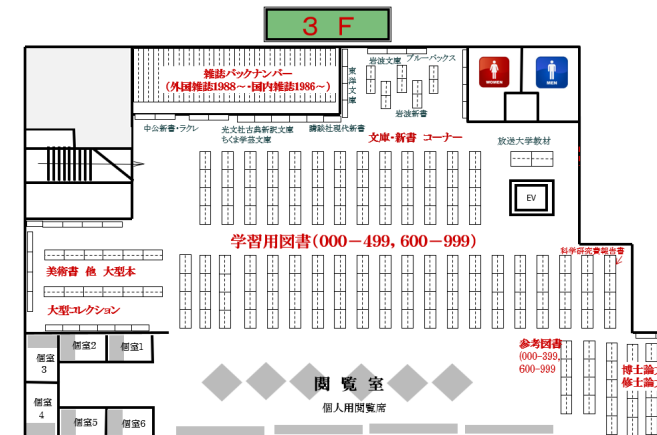 3 F
雑誌バックナンバー
(外国雑誌1988～・国内雑誌1986～)
東洋文庫
岩波文庫
ブルーバックス
岩波新書
WOMEN
MEN
中公新書・ラクレ
光文社古典新訳文庫
ちくま学芸文庫
講談社現代新書
文庫・新書 コーナー
放送大学教材
EV
学習用図書(000－499, 600－999)
科学研究費報告書
美術書 他 大型本
大型コレクション
個室1
個室2
個室
3
個室
4
個室5
個室6
参考図書
(000-399,
600-999
博士論文
修士論文
閲 覧 室
個人用閲覧席